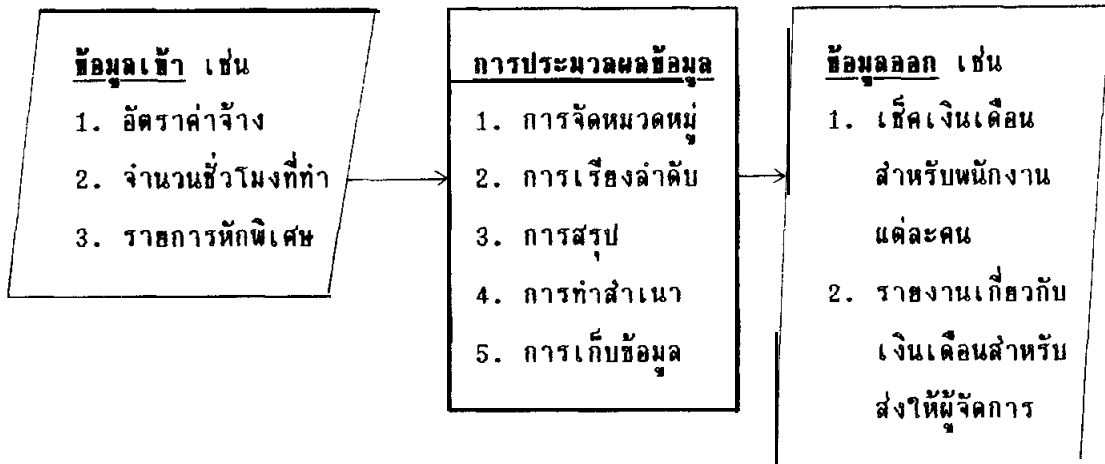 ข้อมูลเข้า เช่น
1. อัตราค่าจ้าง
2. จำนวนชั่วโมงที่ทำ
3. รายการหักพิเศษ
การประมวลผลข้อมูล
1. การจัดหมวดหมู่
2. การเรียงลำดับ
3. การสรุป
4. การทำสำเนา
5. การเก็บข้อมูล
ข้อมูลออก เช่น
1. เช็คเงินเดือน
สำหรับพนักงาน
แต่ละคน
2. รายงานเกี่ยวกับ
เงินเดือนสำหรับ
ส่งให้ผู้จัดการ